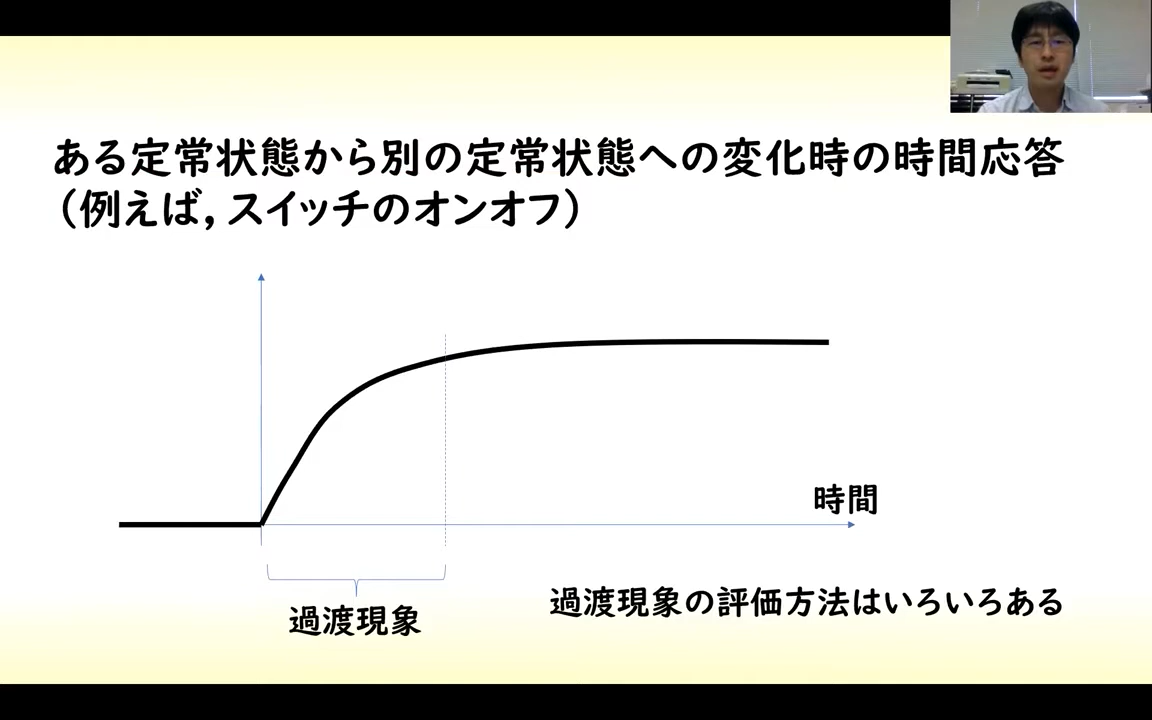 ある定常状態から別の定常状態への変化時の時間応答
（例えば，スイッチのオンオフ）
時間
過渡現象
過渡現象の評価方法はいろいろある